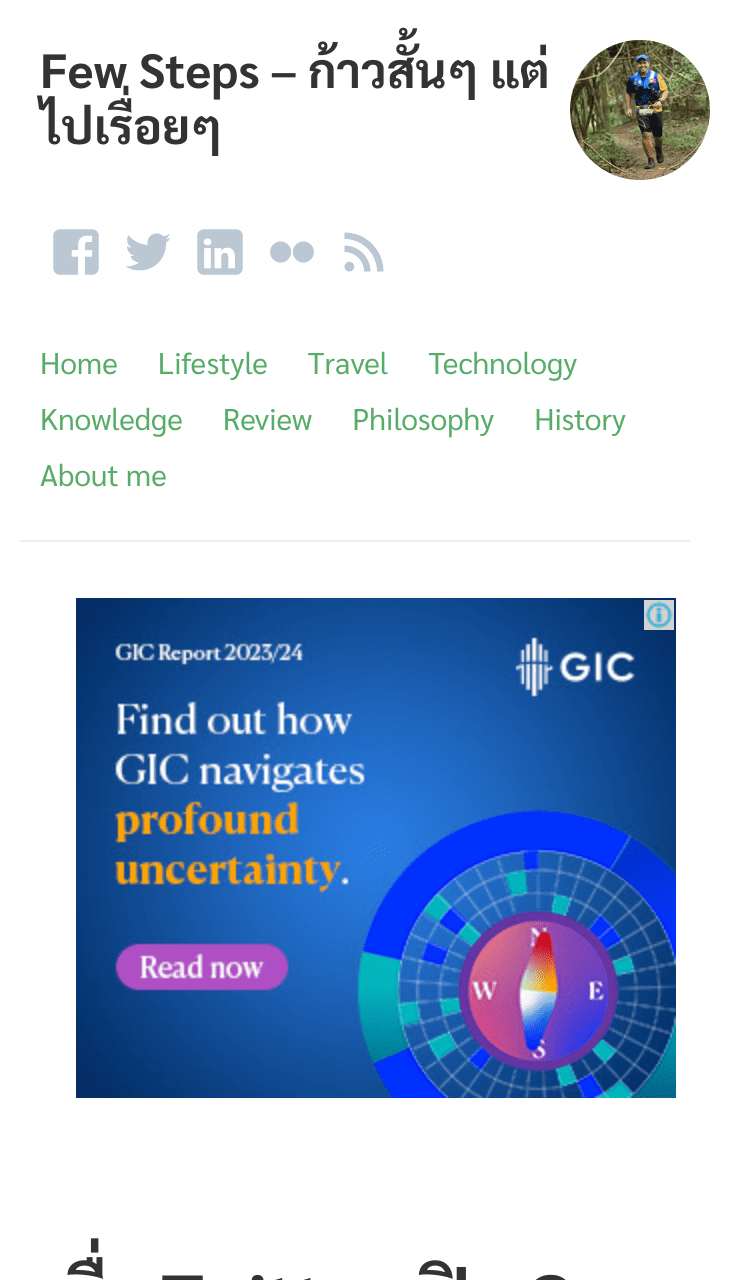 Few Steps – ก้าวสั้นๆ แต่
ไปเรื่อยๆ
Home Lifestyle Travel Technology
Knowledge Review Philosophy History
About me
GIC Report 2023/24
GIC
Find out how
GIC navigates
profound
uncertainty.
Read now
N
W E
S